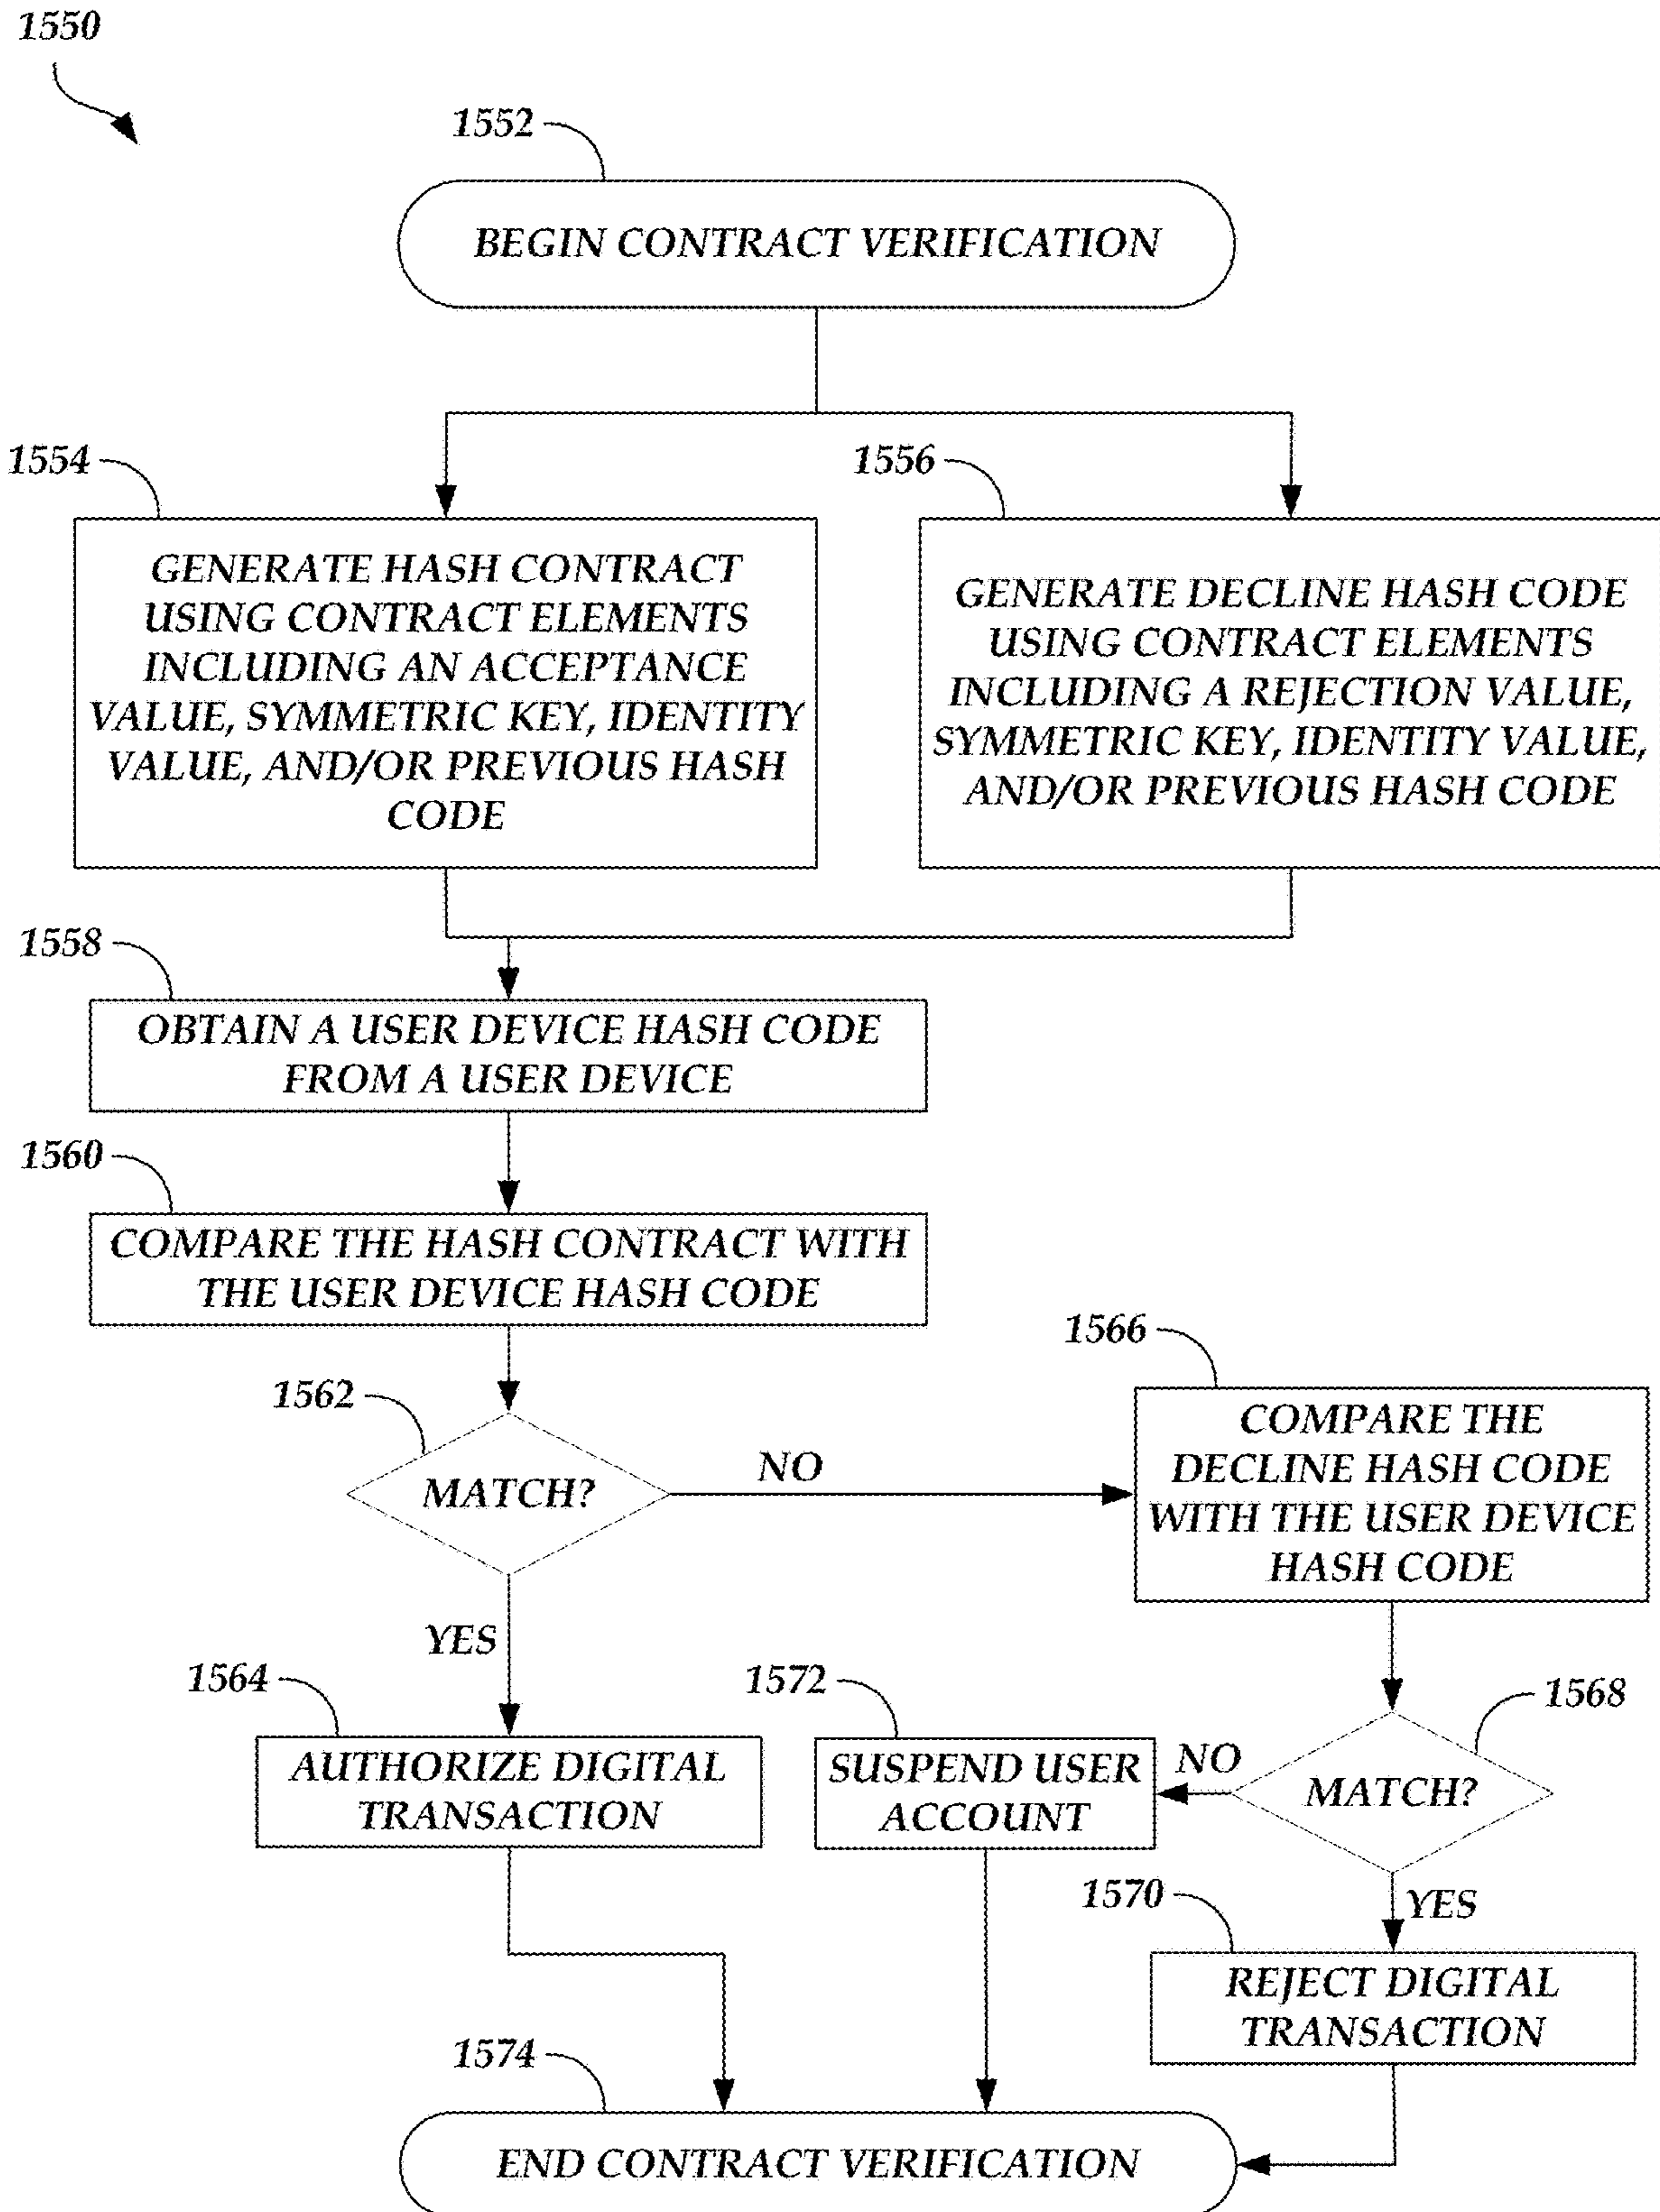 1550
1552
BEGIN CONTRACT VERIFICATION
1554
GENERATE HASH CONTRACT
USING CONTRACT ELEMENTS
INCLUDING AN ACCEPTANCE
VALUE, SYMMETRIC KEY, IDENTITY
VALUE, AND/OR PREVIOUS HASH
CODE
1556
GENERATE DECLINE HASH CODE
USING CONTRACT ELEMENTS
INCLUDING A REJECTION VALUE,
SYMMETRIC KEY, IDENTITY VALUE,
AND/OR PREVIOUS HASH CODE
1558
OBTAIN A USER DEVICE HASH CODE
FROM A USER DEVICE
1560
COMPARE THE HASH CONTRACT WITH
THE USER DEVICE HASH CODE
1562
MATCH?
NO
YES
1566
COMPARE THE
DECLINE HASH CODE
WITH THE USER DEVICE
HASH CODE
1564
AUTHORIZE DIGITAL
TRANSACTION
1572
SUSPEND USER
ACCOUNT
NO
1568
MATCH?
YES
1570
REJECT DIGITAL
TRANSACTION
1574
END CONTRACT VERIFICATION